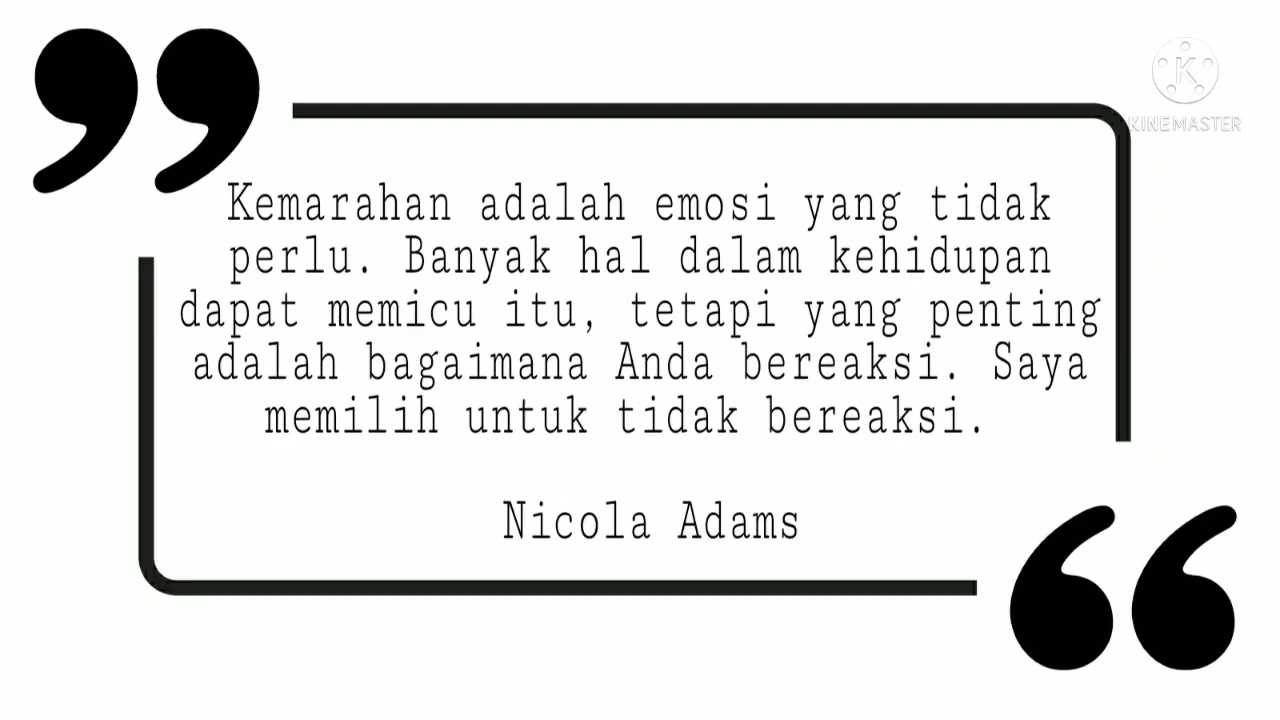 KINEMASTER
Kemarahan adalah emosi yang tidak
perlu. Banyak hal dalam kehidupan
dapat memicu itu, tetapi yang penting
adalah bagaimana Anda bereaksi. Saya
memilih untuk tidak bereaksi.
Nicola Adams